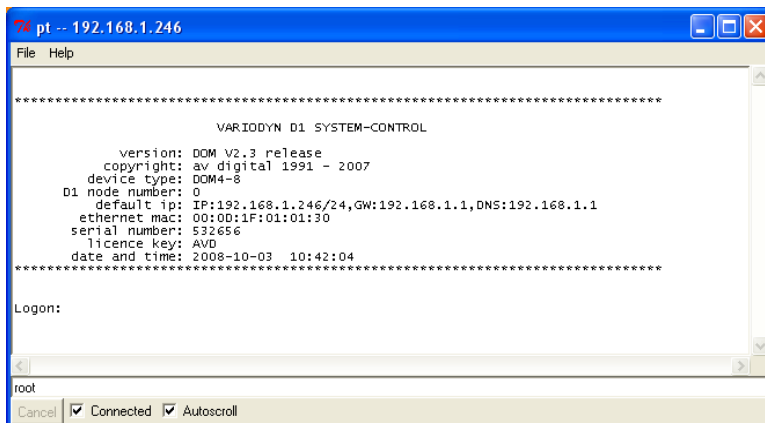 pt -- 192.168.1.246
File Help
*********************************************************************************
VARIODYN D1 SYSTEM-CONTROL
version: DOM V2.3 release
copyright: av digital 1991 - 2007
device type: DOM4-8
D1 node number: 0
default ip: IP:192.168.1.246/24,GW:192.168.1.1,DNS:192.168.1.1
ethernet mac: 00:0D:1F:01:01:30
serial number: 532656
licence key: AVD
date and time: 2008-10-03 10:42:04
*********************************************************************************
Logon:
root
Cancel Connected Autoscroll